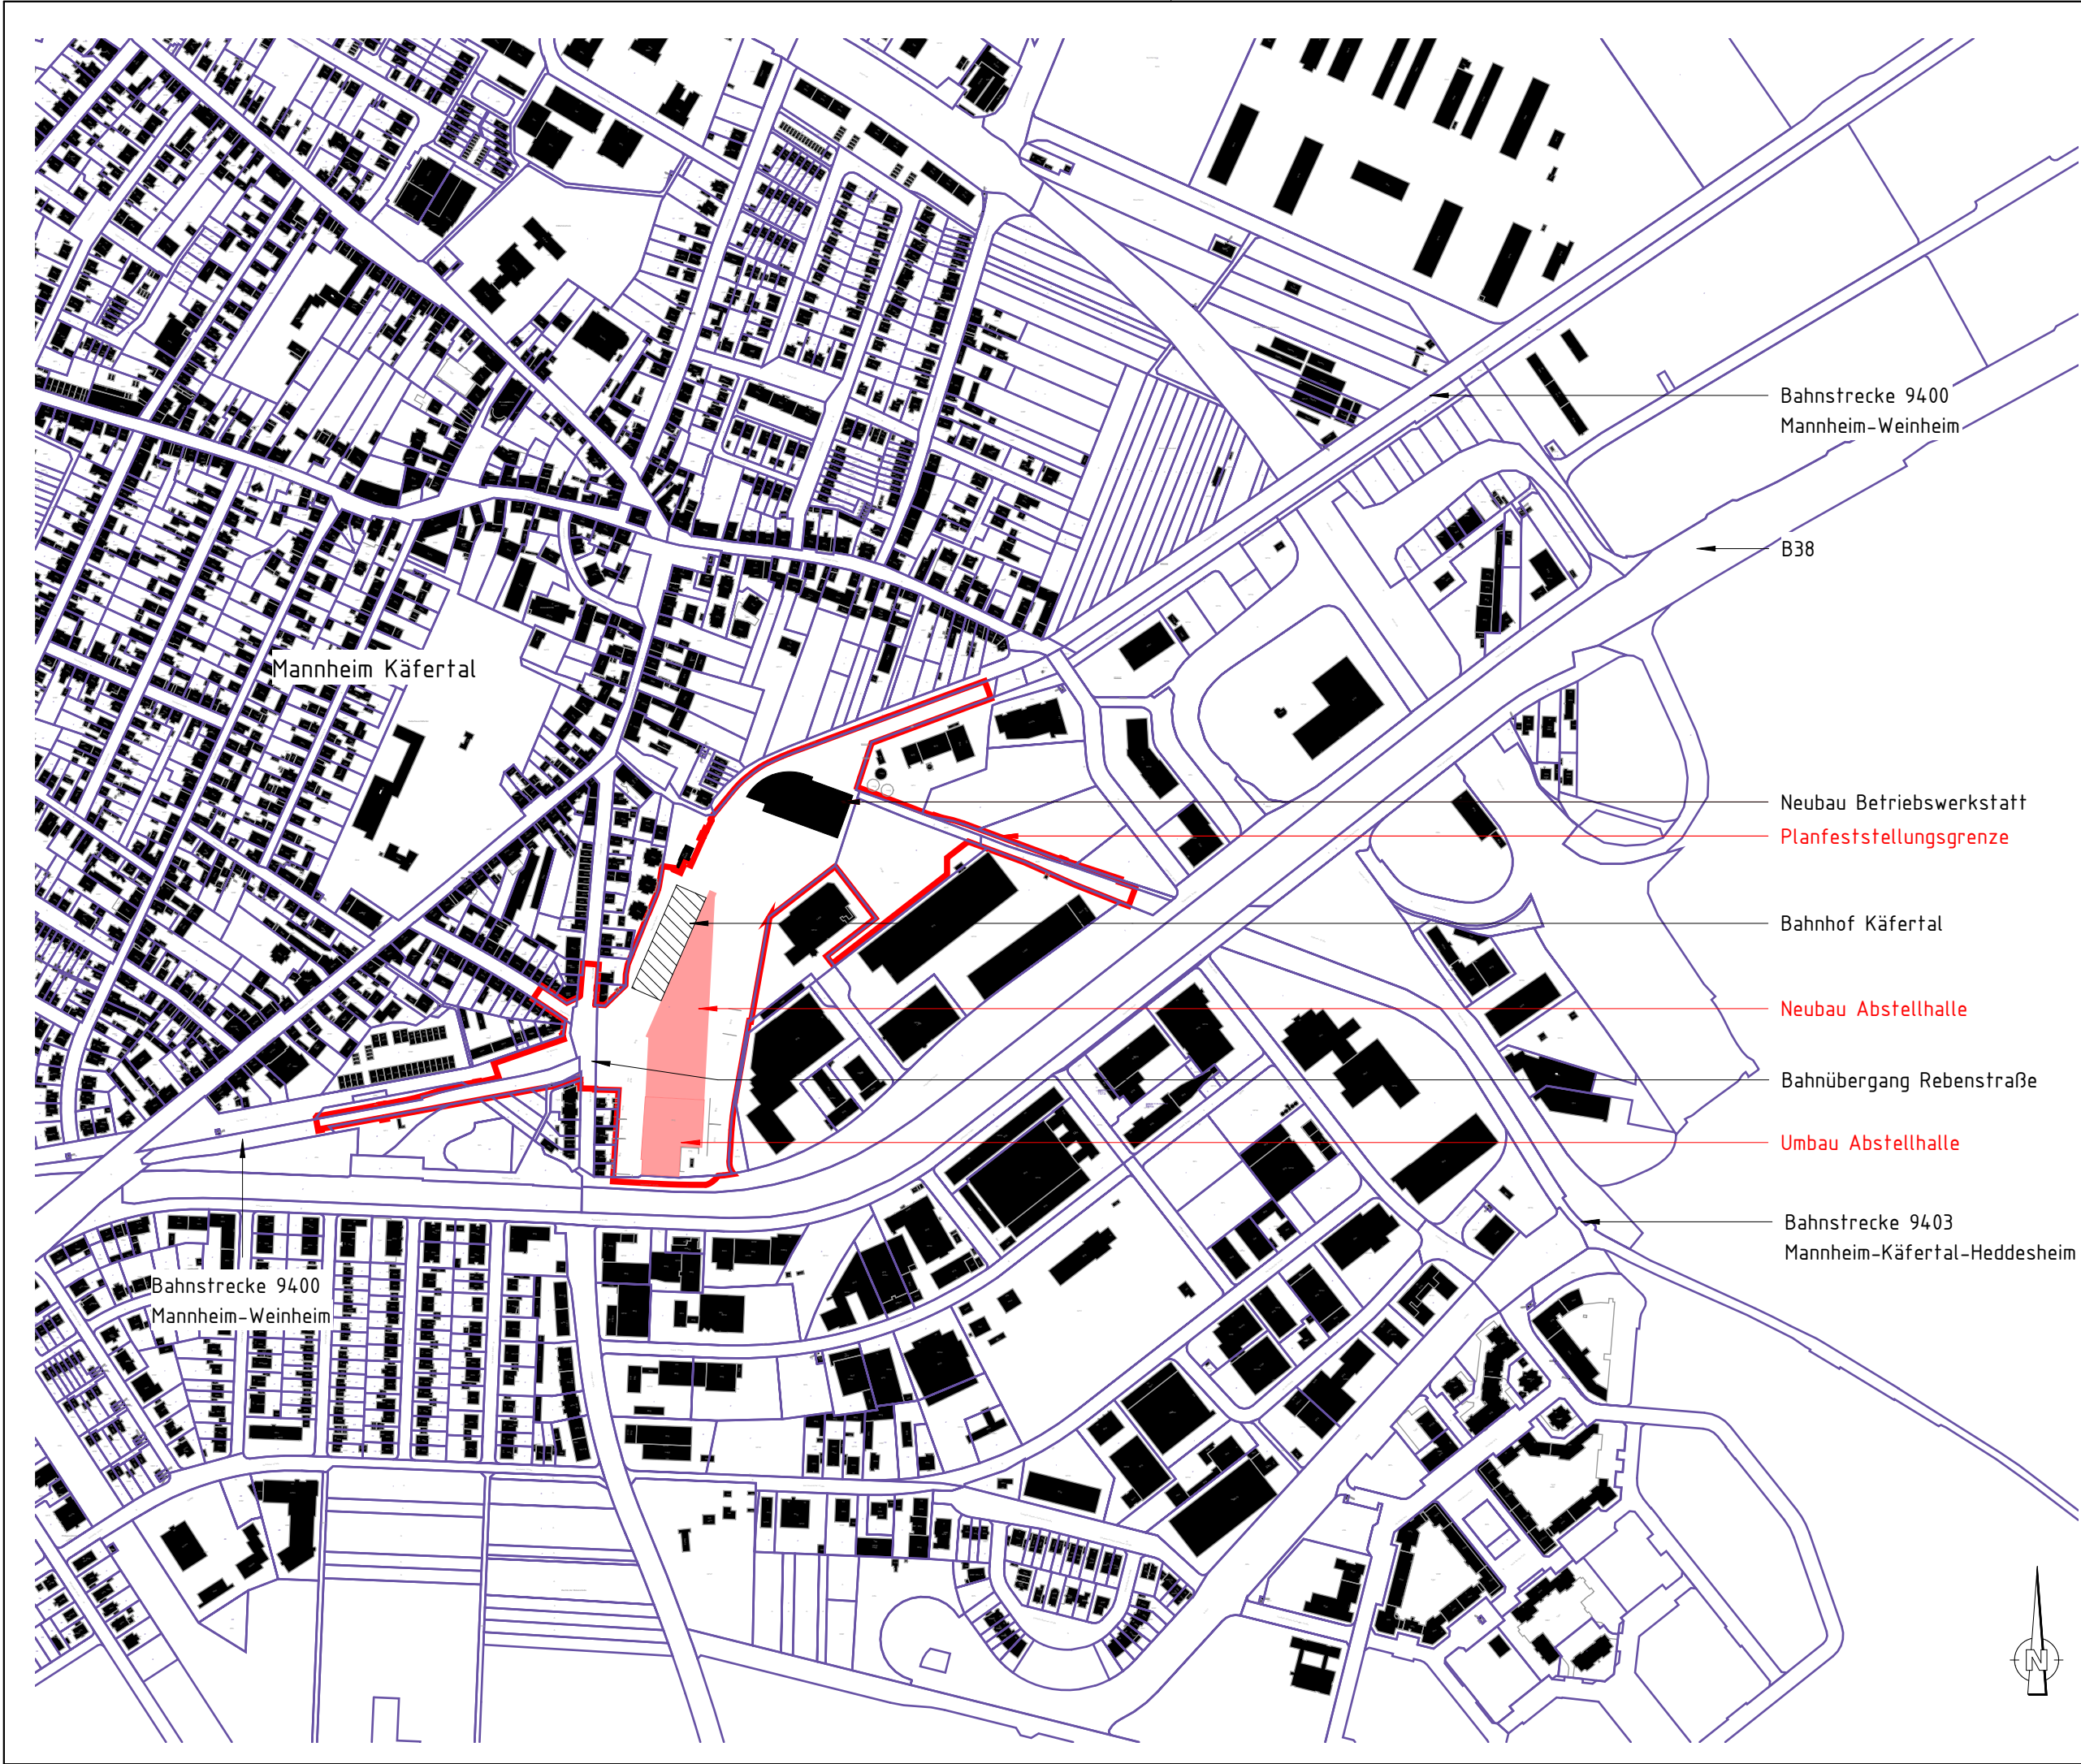 Bahnstrecke 9400
Mannheim-Weinheim
B38
Mannheim Käfertal
Neubau Betriebswerkstatt
Planfeststellungsgrenze
Bahnhof Käfertal
Neubau Abstellhalle
Bahnübergang Rebenstraße
Umbau Abstellhalle
Bahnstrecke 9403
Mannheim-Käfertal-Heddesheim
Bahnstrecke 9400
Mannheim-Weinheim
N